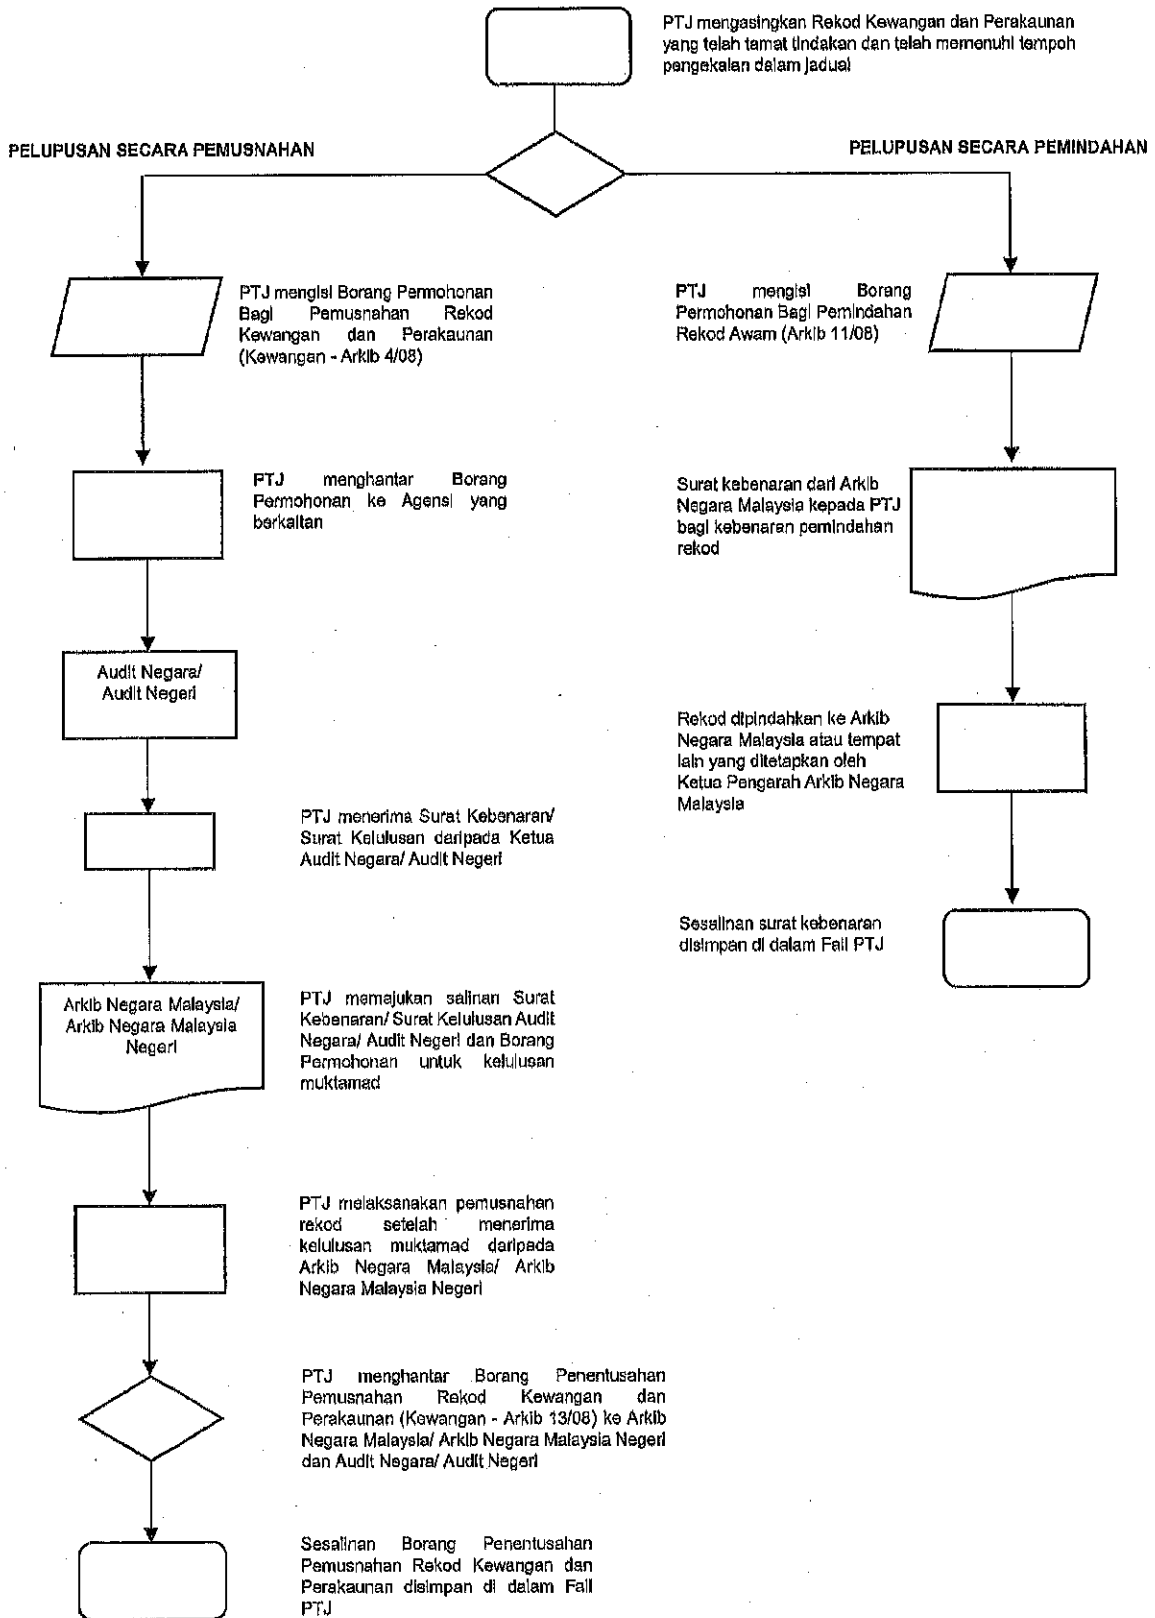 PTJ mengasingkan Rekod Kewangan dan Perakaunan
yang telah tamat tindakan dan telah memenuhi tempoh
pengekalan dalam jadual
PELUPUSAN SECARA PEMUSNAHAN
PELUPUSAN SECARA PEMINDAHAN
PTJ mengisi Borang Permohonan
Bagi Pemusnahan Rekod
Kewangan dan Perakaunan
(Kewangan - Arkib 4/08)
PTJ menghantar Borang
Permohonan ke Agensi yang
berkaitan
Audit Negara/
Audit Negeri
PTJ menerima Surat Kebenaran/
Surat Kelulusan daripada Ketua
Audit Negara/ Audit Negeri
Arkib Negara Malaysia/
Arkib Negara Malaysia
Negeri
PTJ memajukan salinan Surat
Kebenaran/ Surat Kelulusan Audit
Negara/ Audit Negeri dan Borang
Permohonan untuk kelulusan
muktamad
PTJ melaksanakan pemusnahan
rekod setelah menerima
kelulusan muktamad daripada
Arkib Negara Malaysia/ Arkib
Negara Malaysia Negeri
PTJ menghantar Borang Penentusahan
Pemusnahan Rekod Kewangan dan
Perakaunan (Kewangan - Arkib 13/08) ke Arkib
Negara Malaysia/ Arkib Negara Malaysia Negeri
dan Audit Negara/ Audit Negeri
Sesalinan Borang Penentusahan
Pemusnahan Rekod Kewangan dan
Perakaunan disimpan di dalam Fail
PTJ
PTJ mengisi Borang
Permohonan Bagi Pemindahan
Rekod Awam (Arkib 11/08)
Surat kebenaran dari Arkib
Negara Malaysia kepada PTJ
bagi kebenaran pemindahan
rekod
Rekod dipindahkan ke Arkib
Negara Malaysia atau tempat
lain yang ditetapkan oleh
Ketua Pengarah Arkib Negara
Malaysia
Sesalinan surat kebenaran
disimpan di dalam Fail PTJ